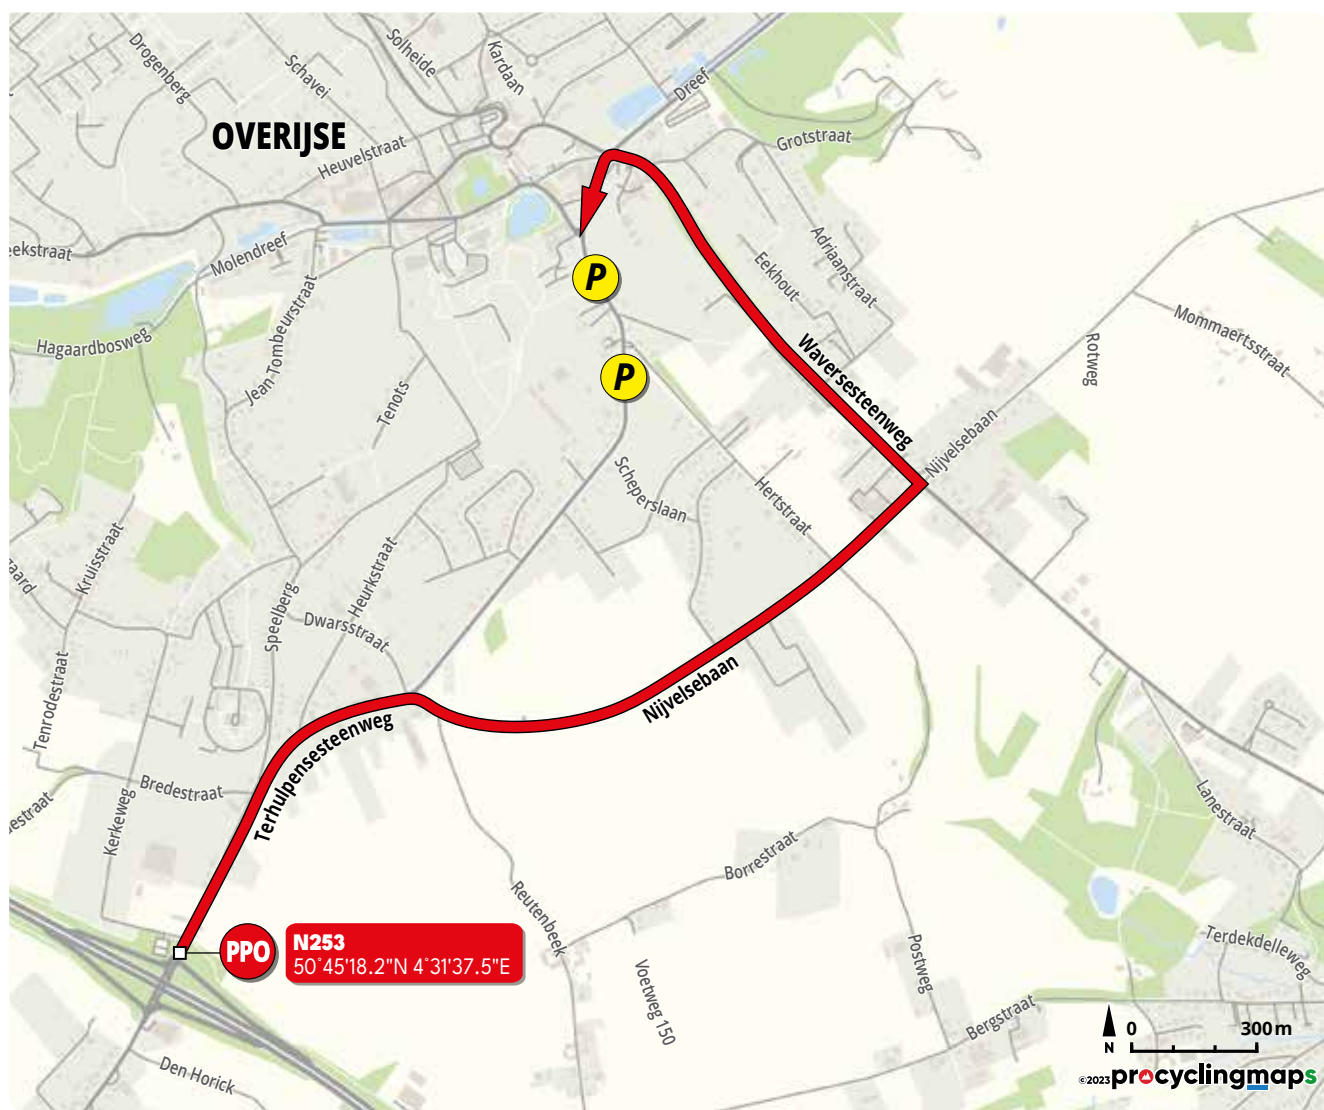 Drogenberg
Solheide
Kardaan
Schavei
Dreef
OVERIJSE
Heuvelstraat
Grotstraat
eekstraat
Molendreef
Adriaanstraat
Eekhout
P
Hagaardbosweg
Jean-Tombeurstraat
Mommaertsstraat
Rotweg
Waversesteenweg
P
Tenots
Nijvelsebaan
Scheperslaan
Hertstraat
Kruisstraat
aard
Heurkstraat
Speelberg
Dwarsstraat
Tenrodestraat
Nijvelsebaan
Terhulpensesteenweg
Bredestraat
estraat
Kerkeweg
Lanestraat
Borrestraat
Reutenbeek
PPO
N253
50°45'18.2"N 4°31'37.5"E
Postweg
Terdekdelleweg
Voetweg 150
Bergstraat
Den Horick
N
0 300 m
©2023 procyclingmaps